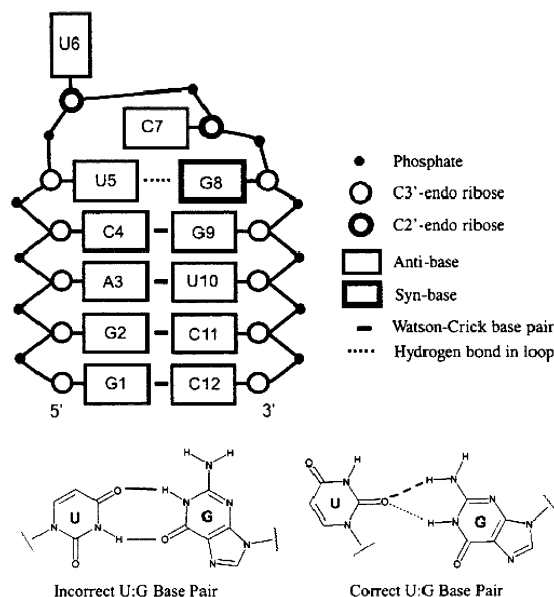 U6
C7
U5 G8
C4 G9
A3 U10
G2 C11
G1 C12
5' 3'
Phosphate
C3'-endo ribose
C2'-endo ribose
Anti-base
Syn-base
Watson-Crick base pair
Hydrogen bond in loop
O H N H
U N H O G N
O N N
Incorrect U:G Base Pair
O N H
U O H N H
N H N G N
O N N
Correct U:G Base Pair